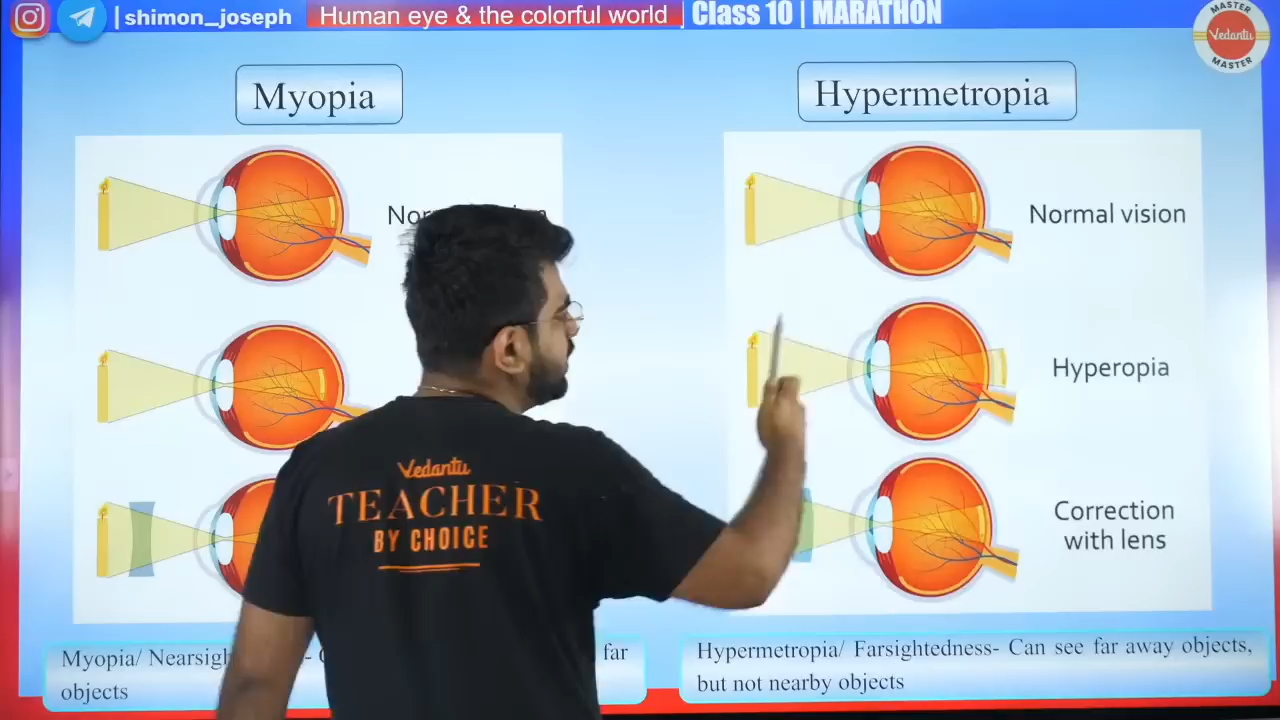 | shimon_joseph
Human eye & the colorful world
| Class 10 | MARATHON
MASTER
Vedantu
MASTER
Myopia
Hypermetropia
Normal vision
Hyperopia
Correction
with lens
Vedantu
TEACHER
BY CHOICE
Myopia/ far
objects
Hypermetropia/ Farsightedness- Can see far away objects,
but not nearby objects